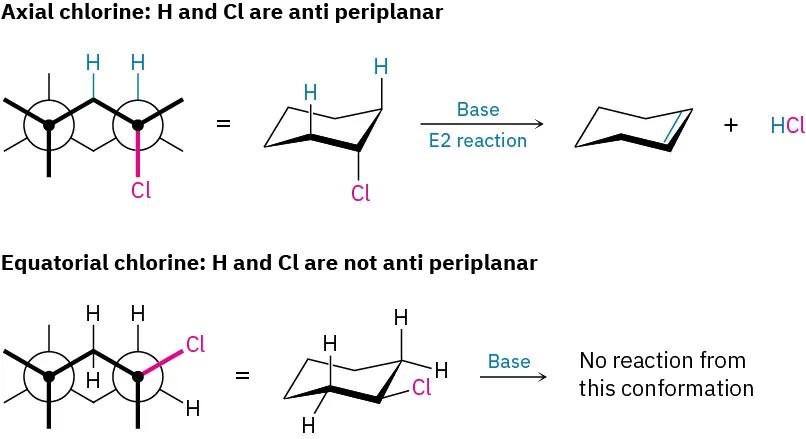 Axial chlorine: H and Cl are anti periplanar
H H
H
H
Cl
=
Cl
Base
E2 reaction
+
HCl
Equatorial chlorine: H and Cl are not anti periplanar
H H
Cl
H
H
=
H
H
H
Cl
H
Base
No reaction from
this conformation